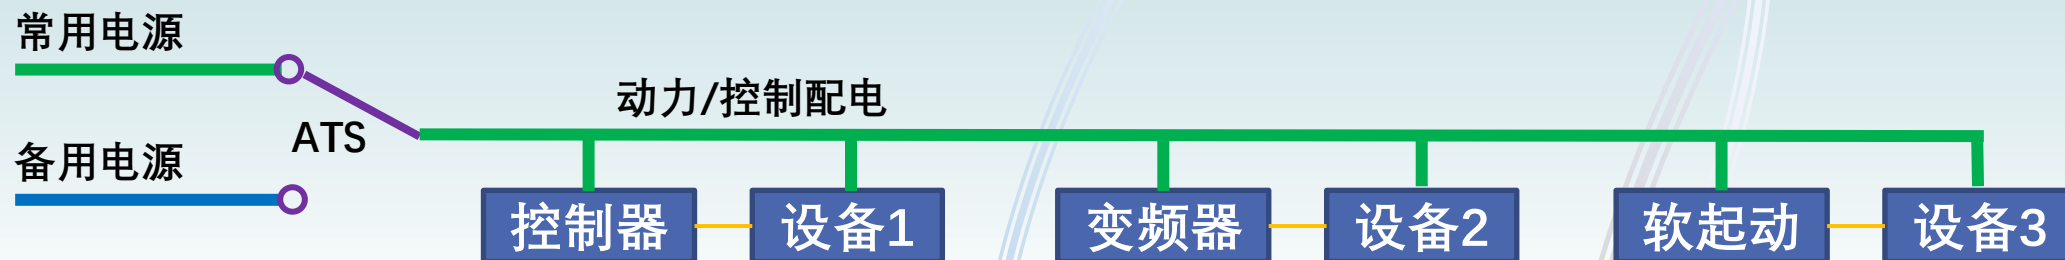 常用电源
动力/控制配电
ATS
备用电源
控制器
设备1
变频器
设备2
软起动
设备3